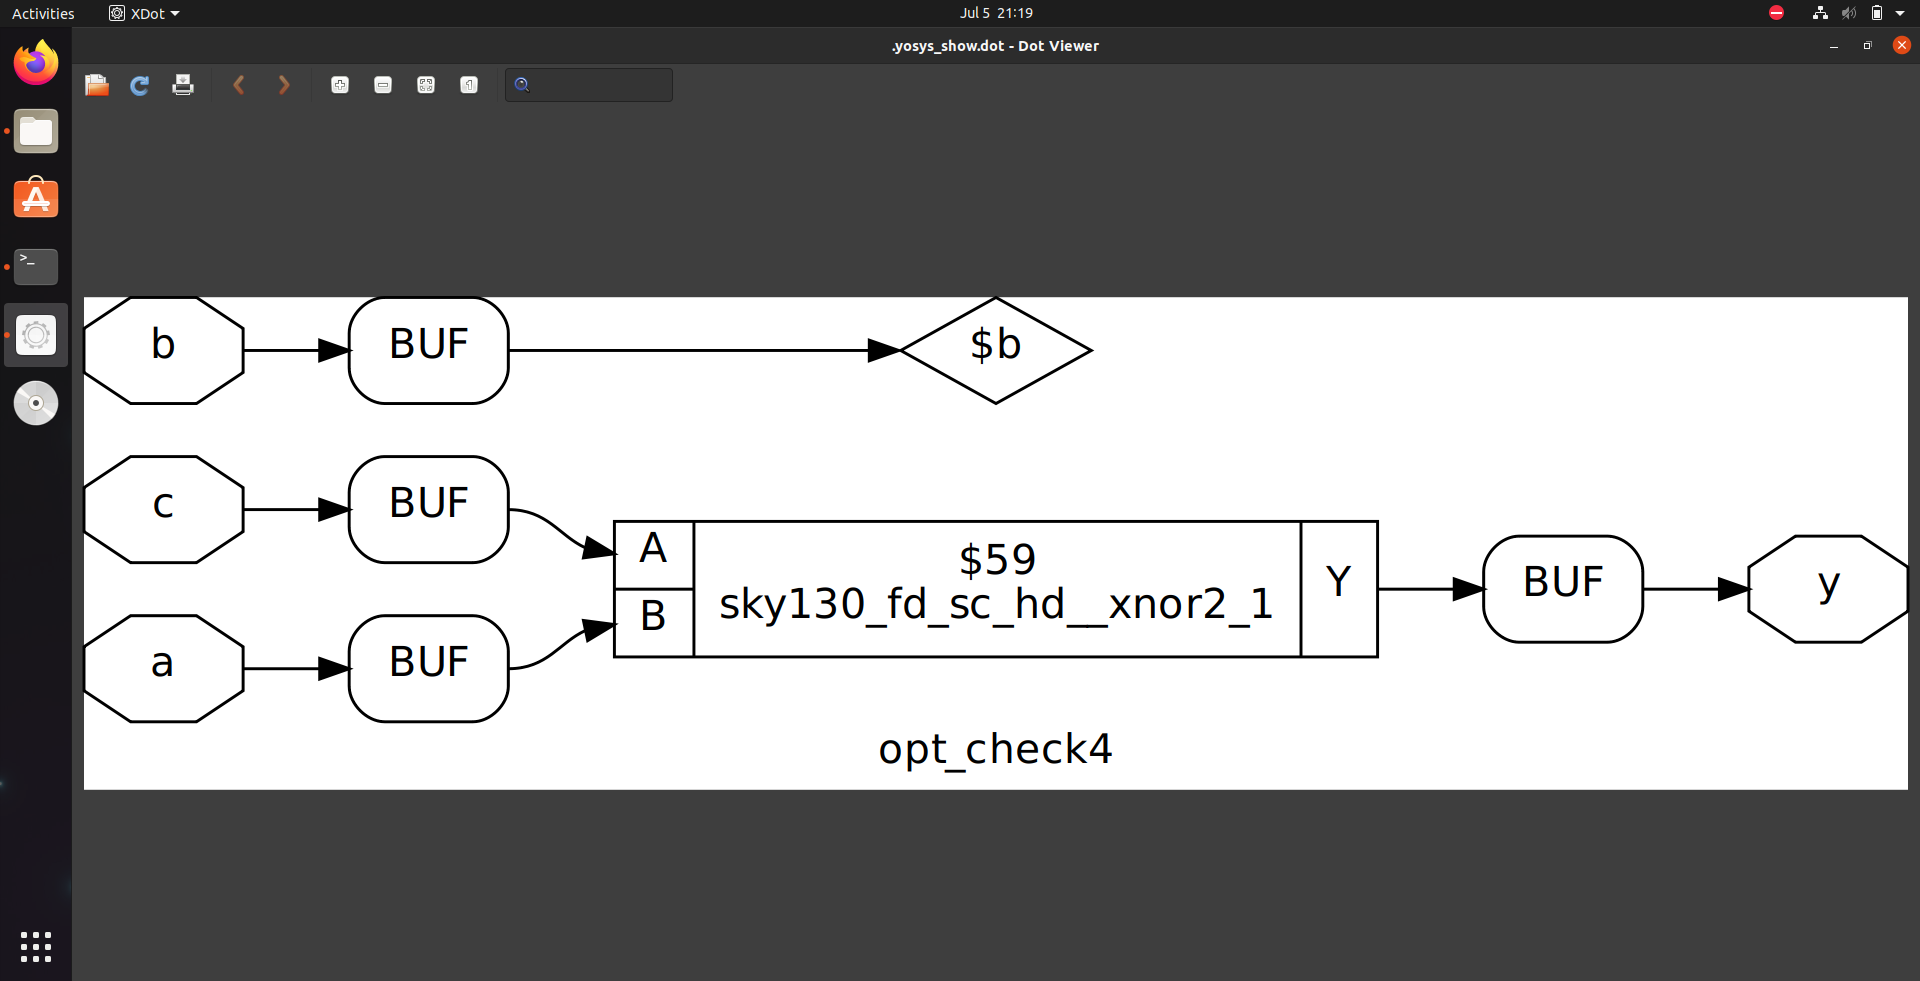 Activities
XDot
Jul 5 21:19
.yosys_show.dot - Dot Viewer
b
BUF
$b
c
BUF
A
$59
sky130_fd_sc_hd__xnor2_1
B
Y
BUF
y
a
BUF
opt_check4